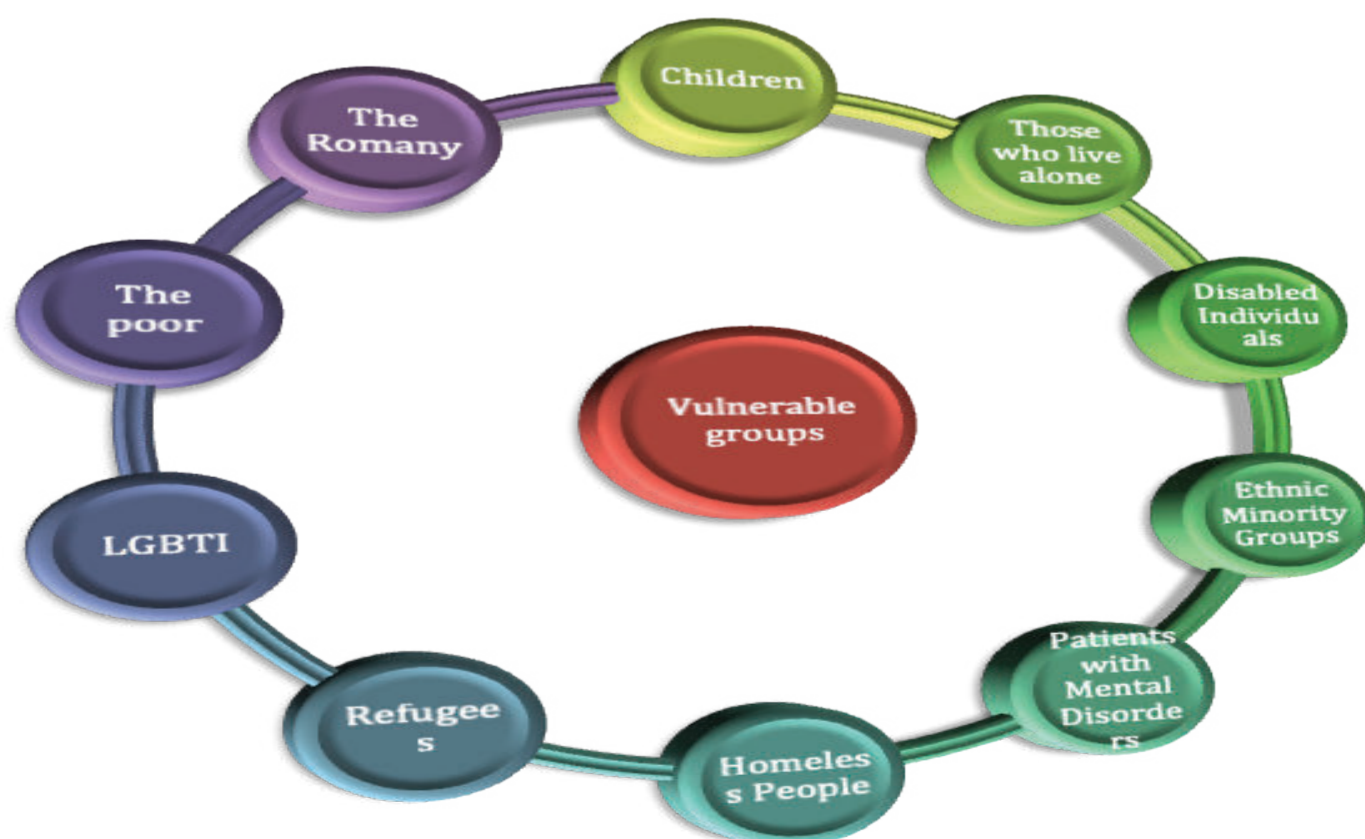 Children
Those
who live
alone
Disabled
Individu
als
Ethnic
Minority
Groups
Patients
with
Mental
Disorde
rs
Homeles
s People
Refugee
s
LGBTI
The
poor
The
Romany
Vulnerable
groups